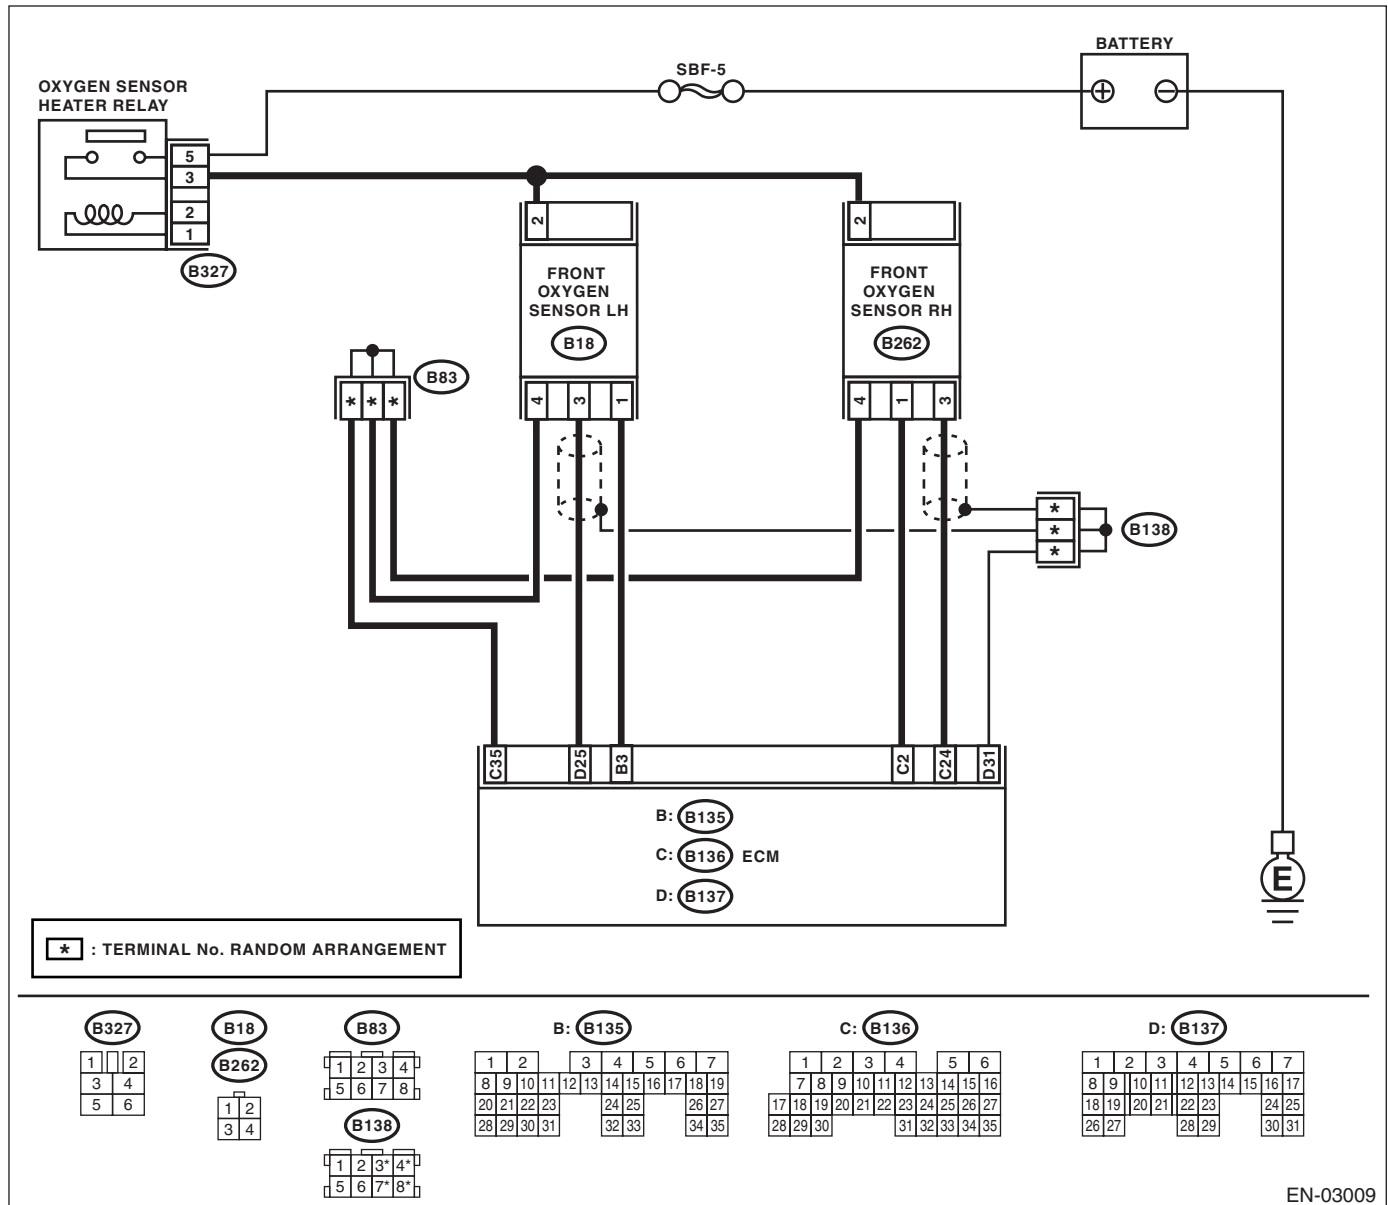 BATTERY
SBF-5
OXYGEN SENSOR
HEATER RELAY
5
3
2
1
B327
2
FRONT
OXYGEN
SENSOR LH
B18
2
FRONT
OXYGEN
SENSOR RH
B262
B83
* * *
4 3 1
4 1 3
*
*
*
B138
C35 D25 B3 C2 C24 D31
B: B135
C: B136 ECM
D: B137
E
* : TERMINAL No. RANDOM ARRANGEMENT
B327
1 2
3 4
5 6
B18
B262
1 2
3 4
B83
1 2 3 4
5 6 7 8
B138
1 2 3* 4*
5 6 7* 8*
B: B135
1 2 3 4 5 6 7
8 9 10 11 12 13 14 15 16 17 18 19
20 21 22 23 24 25 26 27
28 29 30 31 32 33 34 35
C: B136
1 2 3 4 5 6
7 8 9 10 11 12 13 14 15 16
17 18 19 20 21 22 23 24 25 26 27
28 29 30 31 32 33 34 35
D: B137
1 2 3 4 5 6 7
8 9 10 11 12 13 14 15 16 17
18 19 20 21 22 23 24 25
26 27 28 29 30 31
EN-03009